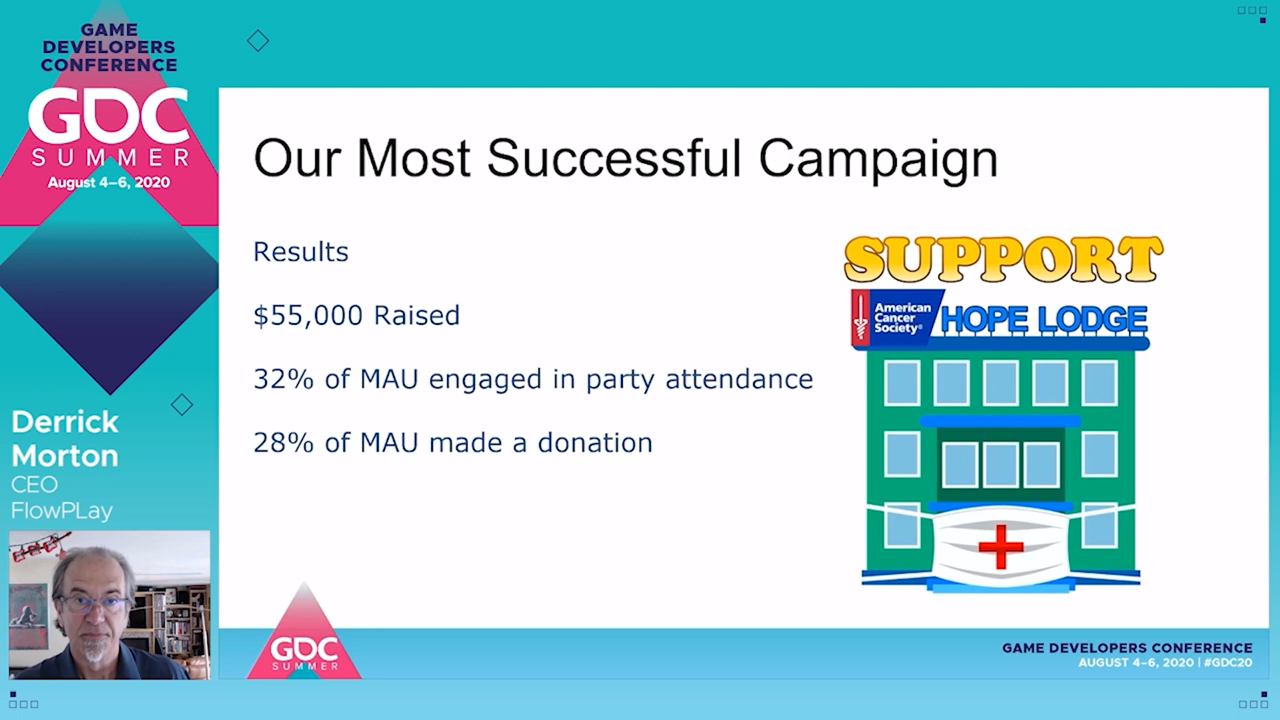 GAME
DEVELOPERS
CONFERENCE
GDC
SUMMER
August 4–6, 2020
Derrick
Morton
CEO
FlowPLay
Our Most Successful Campaign
Results
$55,000 Raised
32% of MAU engaged in party attendance
28% of MAU made a donation
SUPPORT
American
Cancer
Society®
HOPE LODGE
GDC
SUMMER
GAME DEVELOPERS CONFERENCE
AUGUST 4–6, 2020 | #GDC20